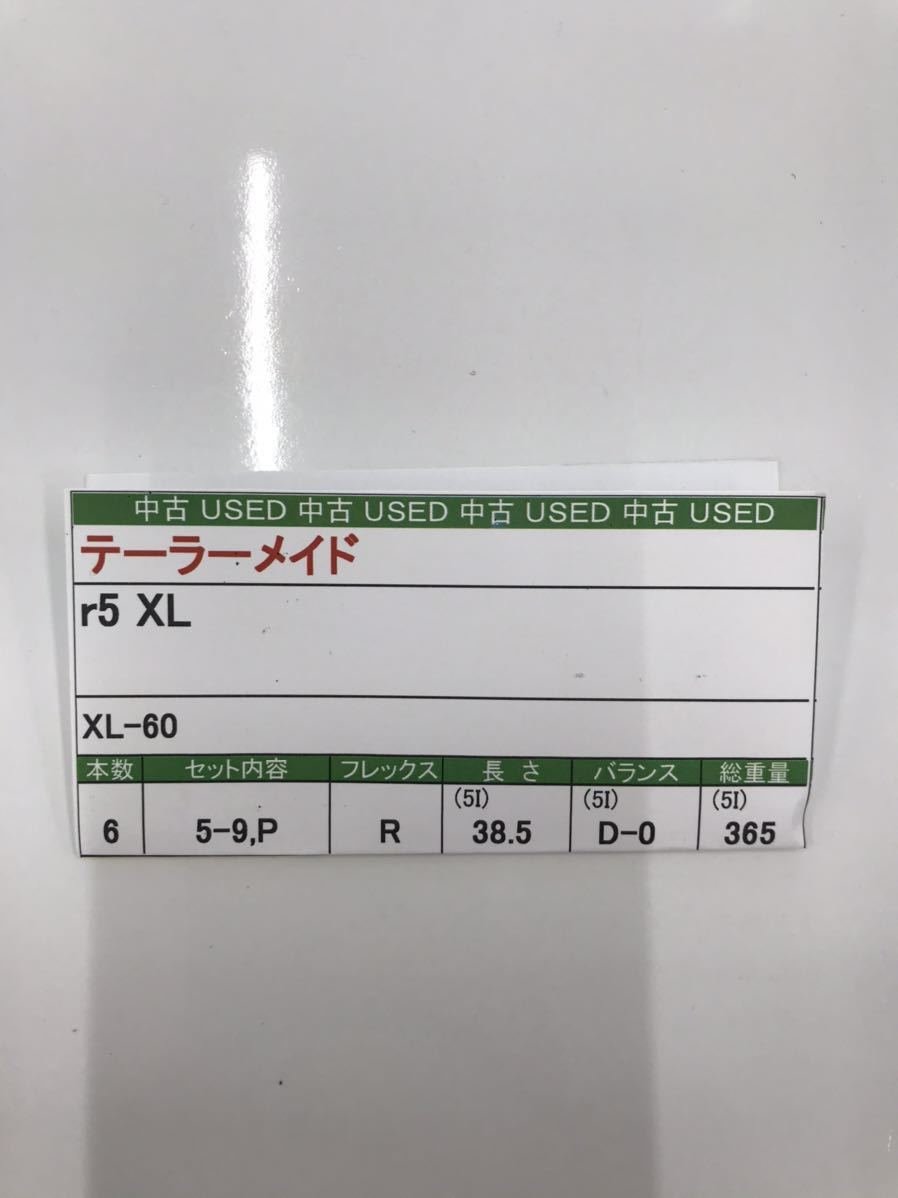 中古 USED 中古 USED 中古 USED 中古 USED
テーラーメイド
r5 XL
XL-60
本数 セット内容 フレックス 長さ バランス 総重量
(5I) (5I) (5I)
6 5-9,P R 38.5 D-0 365